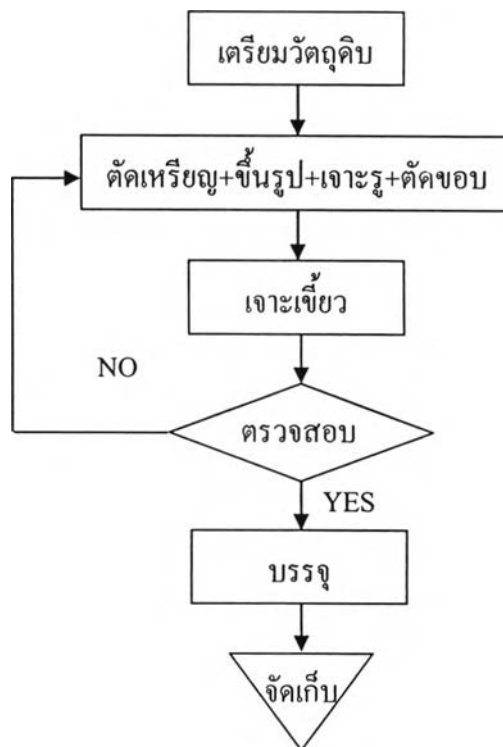 เตรียมวัตถุดิบ
ตัดเหรียญ+ขึ้นรูป+เจาะรู+ตัดขอบ
เจาะเขี้ยว
NO
ตรวจสอบ
YES
บรรจุ
จัดเก็บ